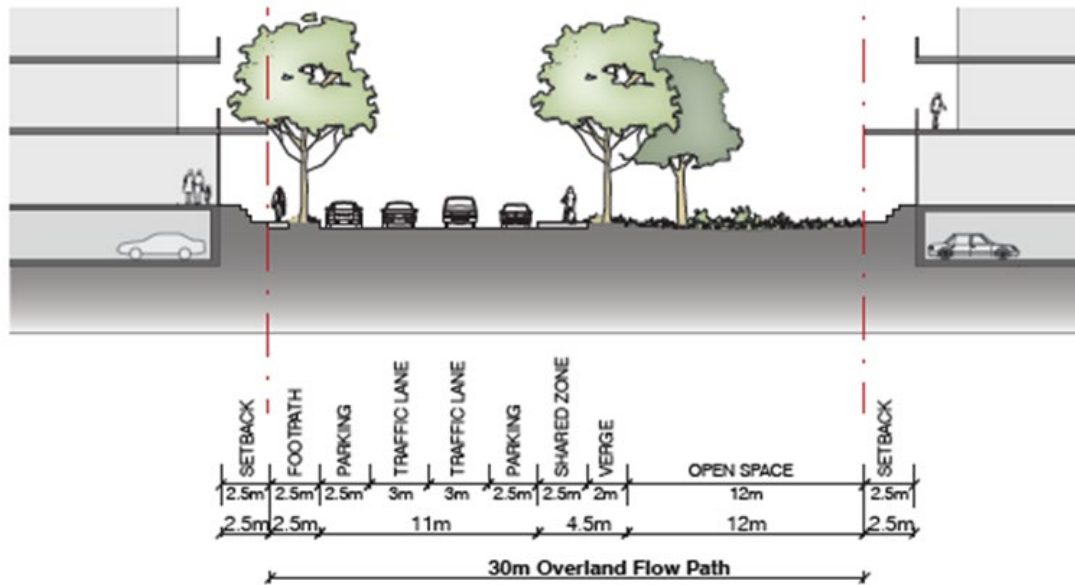 SETBACK
FOOTPATH
PARKING
TRAFFIC LANE
TRAFFIC LANE
PARKING
SHARED ZONE
VERGE
OPEN SPACE
SETBACK
2.5m 2.5m 2.5m 3m 3m 2.5m 2.5m 2m 12m 2.5m
2.5m 2.5m 11m 4.5m 12m 2.5m
30m Overland Flow Path